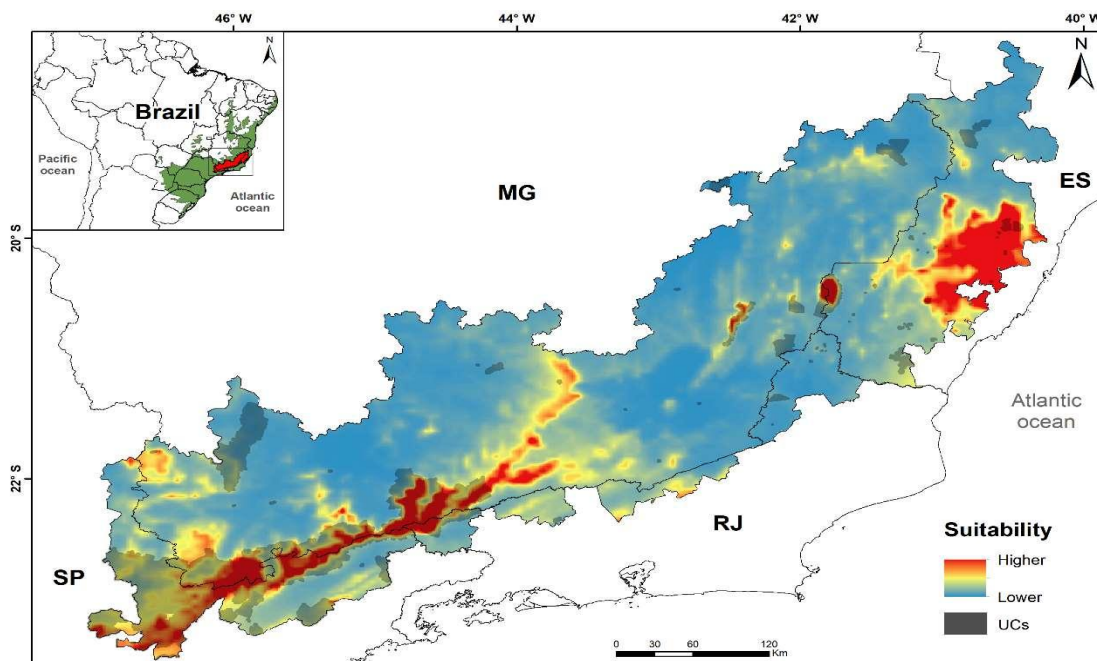 46° W
44° W
42° W
40° W
N
N
Brazil
Pacific
ocean
Atlantic
ocean
MG
ES
20° S
Atlantic
ocean
22° S
RJ
SP
Suitability
Higher
Lower
UCs
0 30 60 120
Km